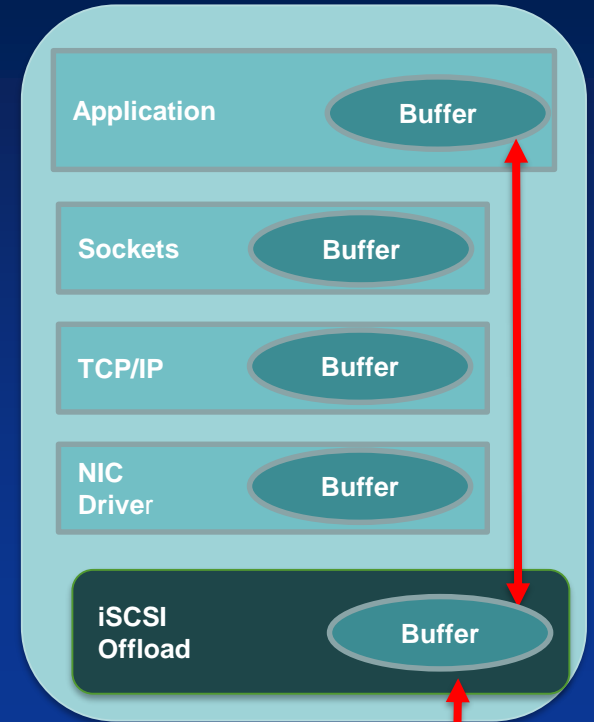 Application
Buffer
Sockets
Buffer
TCP/IP
Buffer
NIC
Driver
Buffer
iSCSI
Offload
Buffer